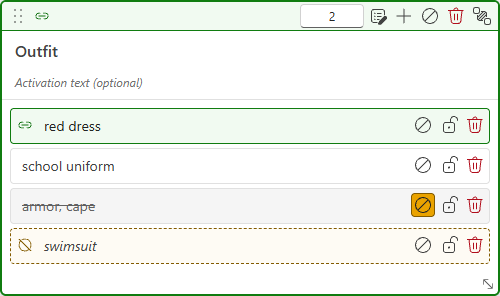 2
Outfit
Activation text (optional)
red dress
school uniform
armor, cape
swimsuit